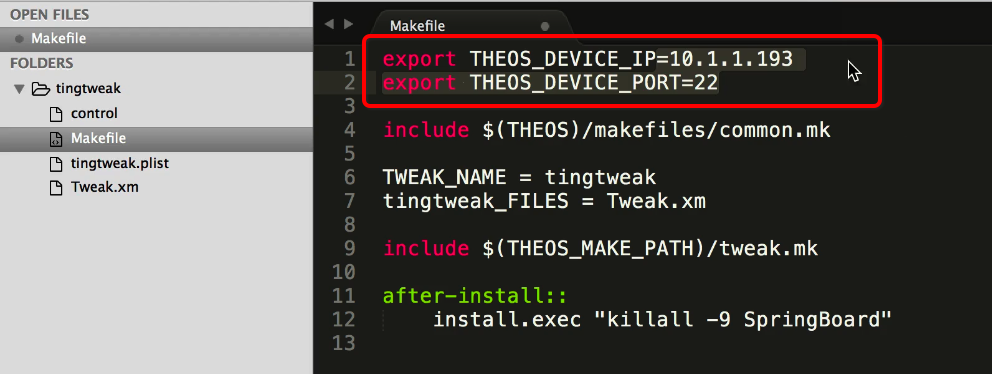 OPEN FILES
Makefile
FOLDERS
tingtweak
control
Makefile
tingtweak.plist
Tweak.xm
Makefile
1 export THEOS_DEVICE_IP=10.1.1.193
2 export THEOS_DEVICE_PORT=22
3
4 include $(THEOS)/makefiles/common.mk
5
6 TWEAK_NAME = tingtweak
7 tingtweak_FILES = Tweak.xm
8
9 include $(THEOS_MAKE_PATH)/tweak.mk
10
11 after-install::
12     install.exec "killall -9 SpringBoard"
13